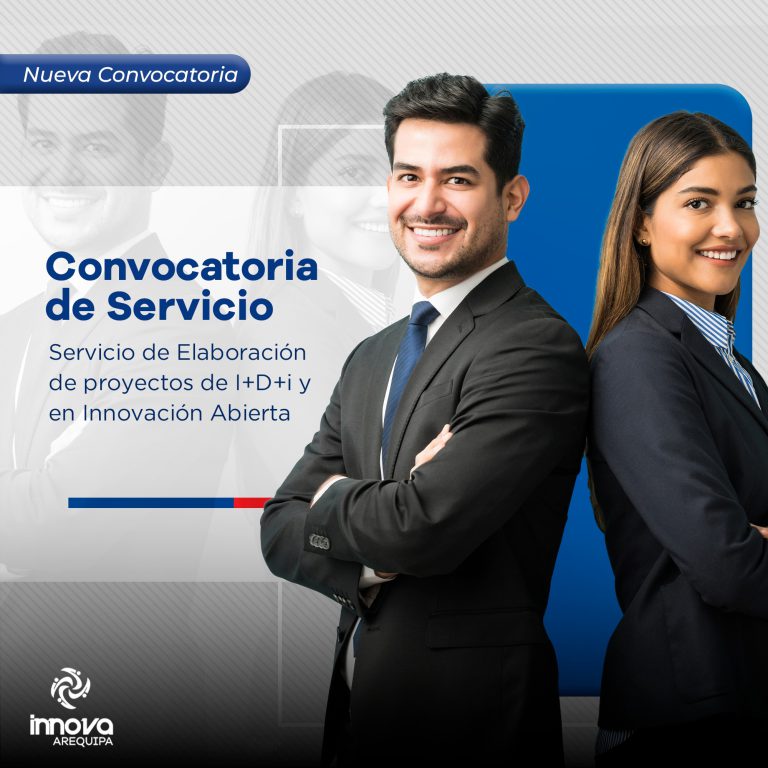 Nueva Convocatoria
Convocatoria
de Servicio
Servicio de Elaboración
de proyectos de I+D+i y
en Innovación Abierta
innova
AREQUIPA